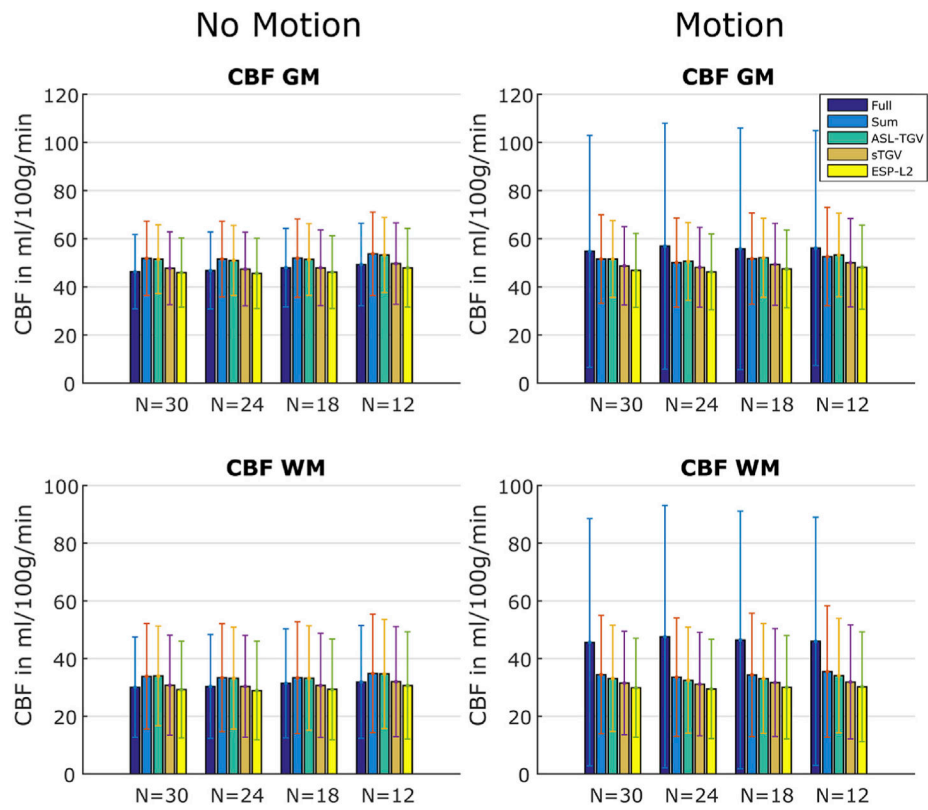 No Motion
Motion
CBF GM
CBF in ml/100g/min
120
100
80
60
40
20
0
N=30 N=24 N=18 N=12
CBF GM
CBF in ml/100g/min
120
100
80
60
40
20
0
N=30 N=24 N=18 N=12
Full
Sum
ASL-TGV
sTGV
ESP-L2
CBF WM
CBF in ml/100g/min
100
80
60
40
20
0
N=30 N=24 N=18 N=12
CBF WM
CBF in ml/100g/min
100
80
60
40
20
0
N=30 N=24 N=18 N=12